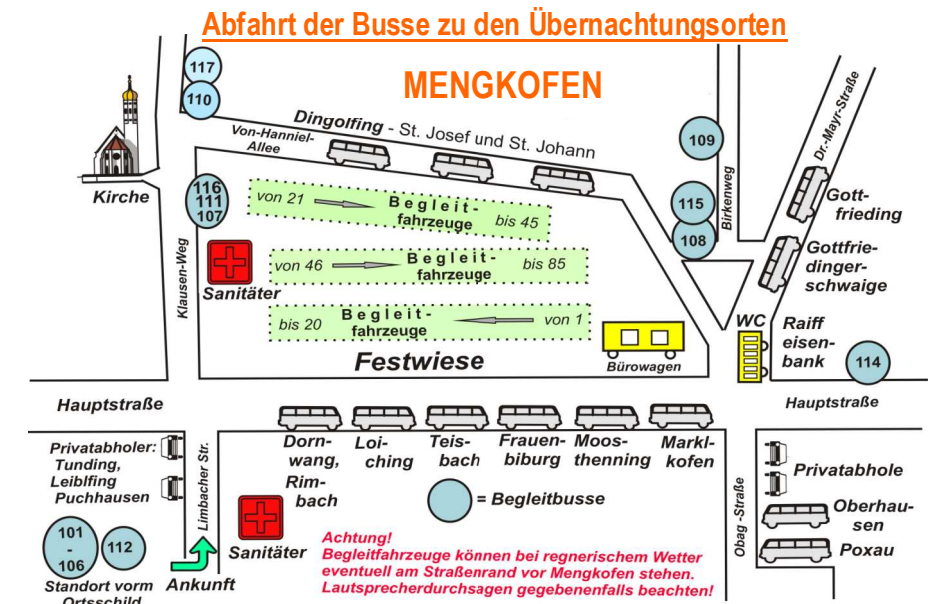 Abfahrt der Busse zu den Übernachtungsorten
MENGKOFEN
117
110
Dingolfing - St. Josef und St. Johann
Von-Hanniel-
Allee
109
Birkenweg
Dr.-Mayr-Straße
Kirche
116
111
107
von 21
Begleit-
fahrzeuge
bis 45
115
108
Gott-
frieding
Gottfrie-
dinger-
schwaige
Klausen-Weg
Sanitäter
von 46
Begleit-
fahrzeuge
bis 85
bis 20
Begleit-
fahrzeuge
von 1
Festwiese
Bürowagen
WC
Raiff
eisen-
bank
114
Hauptstraße
Hauptstraße
Privatabholer:
Tunding,
Leiblfing
Puchhausen
Limbacher Str.
Dorn-
wang,
Rim-
bach
Loi-
ching
Teis-
bach
Frauen-
biburg
Moos-
thenning
Markl-
kofen
= Begleitbusse
Obag -Straße
Privatabhole
Oberhau-
sen
Poxau
101
-
106
112
Standort vorm
Ortsschild
Ankunft
Sanitäter
Achtung!
Begleitfahrzeuge können bei regnerischem Wetter
eventuell am Straßenrand vor Mengkofen stehen.
Lautsprecherdurchsagen gegebenenfalls beachten!